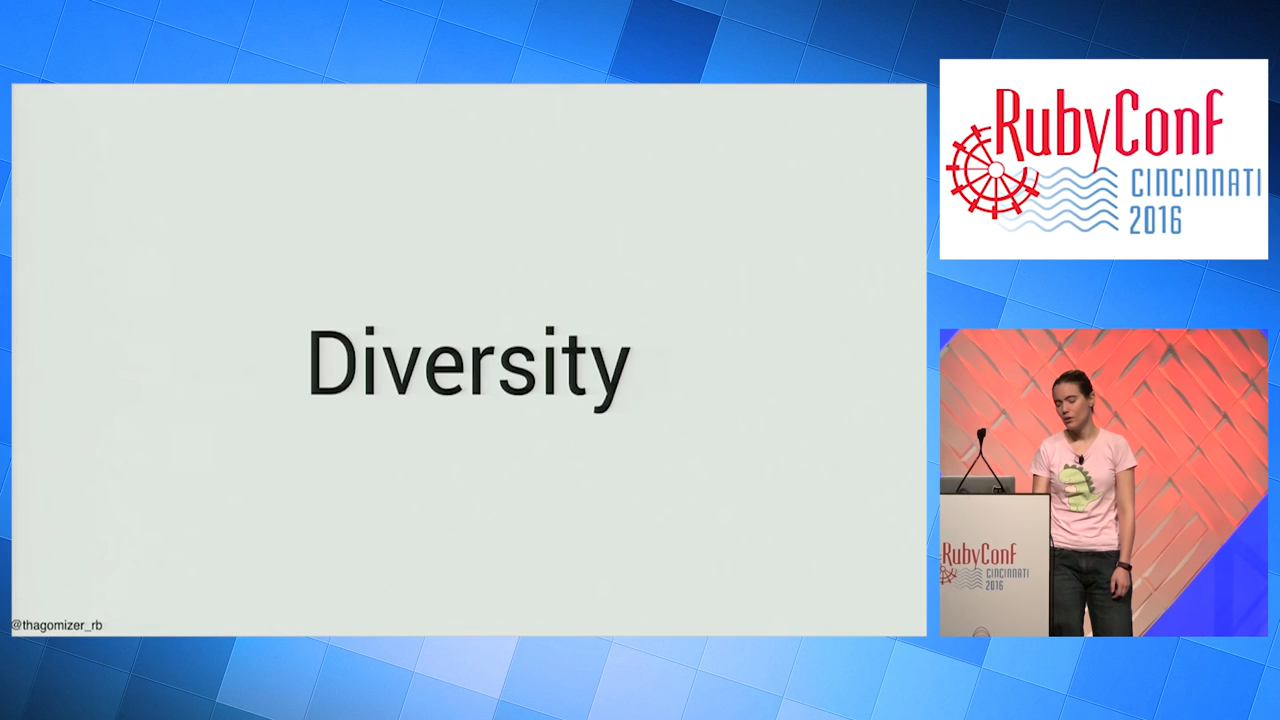 Diversity
@thagomizer_rb
RubyConf
CINCINNATI
2016
RubyConf
CINCINNATI
2016